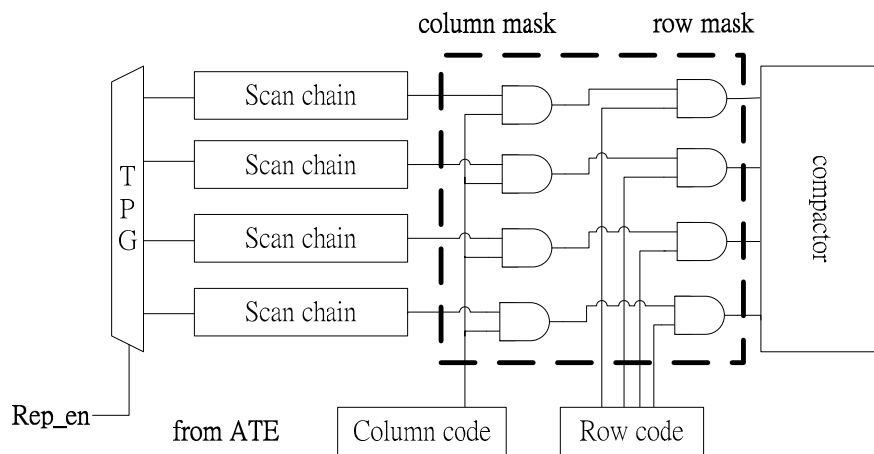 column mask
row mask
Scan chain
Scan chain
TPG
Scan chain
Scan chain
compactor
Rep_en
from ATE
Column code
Row code